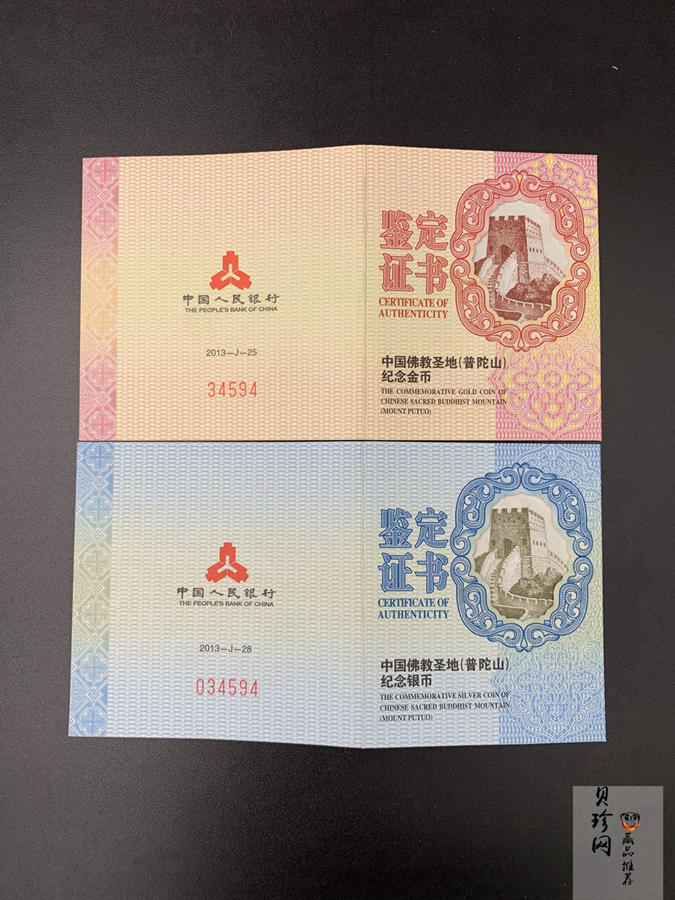 鉴定
证书
CERTIFICATE OF
AUTHENTICITY
中国人民银行
THE PEOPLE'S BANK OF CHINA
2013—J—25
34594
中国佛教圣地(普陀山)
纪念金币
THE COMMEMORATIVE GOLD COIN OF
CHINESE SACRED BUDDHIST MOUNTAIN
(MOUNT PUTUO)
鉴定
证书
CERTIFICATE OF
AUTHENTICITY
中国人民银行
THE PEOPLE'S BANK OF CHINA
2013—J—28
034594
中国佛教圣地(普陀山)
纪念银币
THE COMMEMORATIVE SILVER COIN OF
CHINESE SACRED BUDDHIST MOUNTAIN
(MOUNT PUTUO)
贝珍网
藏品推荐